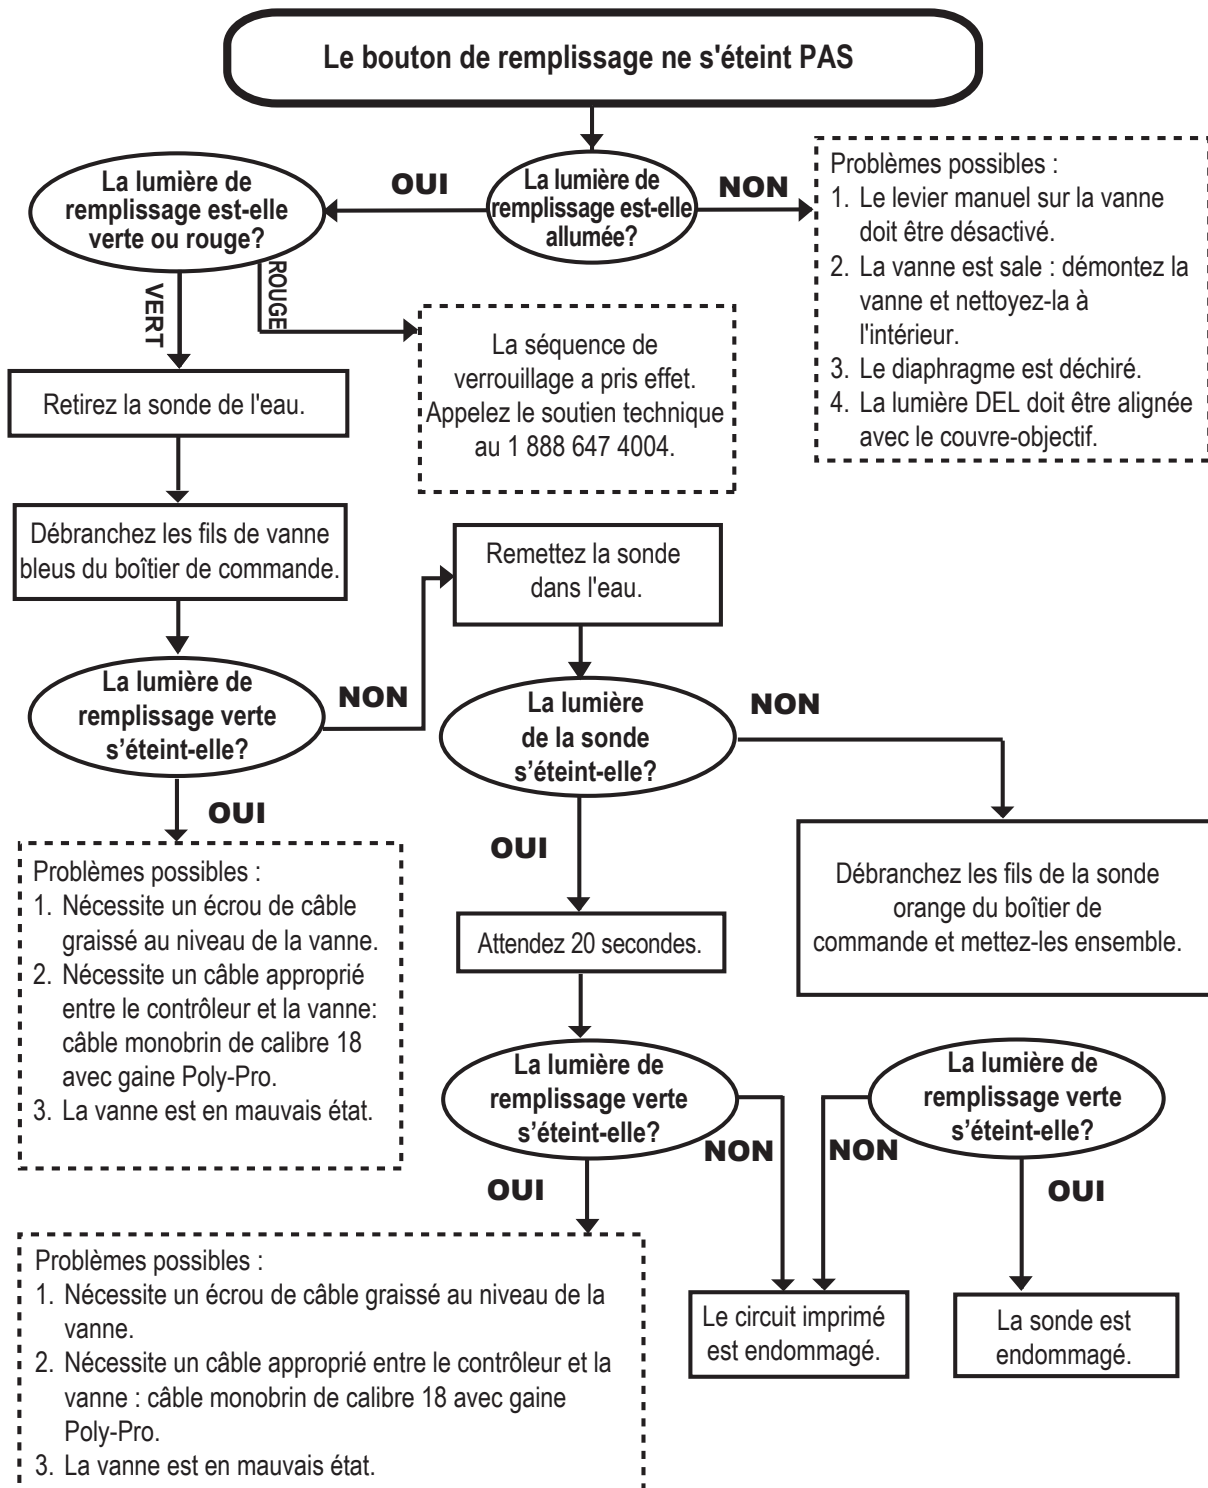 Le bouton de remplissage ne s'éteint PAS
La lumière de
remplissage est-elle
allumée?
OUI
NON
La lumière de
remplissage est-elle
verte ou rouge?
Problèmes possibles :
1. Le levier manuel sur la vanne
doit être désactivé.
2. La vanne est sale : démontez la
vanne et nettoyez-la à
l'intérieur.
3. Le diaphragme est déchiré.
4. La lumière DEL doit être alignée
avec le couvre-objectif.
VERT
ROUGE
La séquence de
verrouillage a pris effet.
Appelez le soutien technique
au 1 888 647 4004.
Retirez la sonde de l'eau.
Débranchez les fils de vanne
bleus du boîtier de commande.
La lumière de
remplissage verte
s’éteint-elle?
NON
OUI
Remettez la sonde
dans l'eau.
La lumière
de la sonde
s’éteint-elle?
NON
OUI
Problèmes possibles :
1. Nécessite un écrou de câble
graissé au niveau de la vanne.
2. Nécessite un câble approprié
entre le contrôleur et la vanne:
câble monobrin de calibre 18
avec gaine Poly-Pro.
3. La vanne est en mauvais état.
Attendez 20 secondes.
Débranchez les fils de la sonde
orange du boîtier de
commande et mettez-les ensemble.
La lumière de
remplissage verte
s’éteint-elle?
NON
OUI
La lumière de
remplissage verte
s’éteint-elle?
NON
OUI
Problèmes possibles :
1. Nécessite un écrou de câble graissé au niveau de la
vanne.
2. Nécessite un câble approprié entre le contrôleur et la
vanne : câble monobrin de calibre 18 avec gaine
Poly-Pro.
3. La vanne est en mauvais état.
Le circuit imprimé
est endommagé.
La sonde est
endommagé.